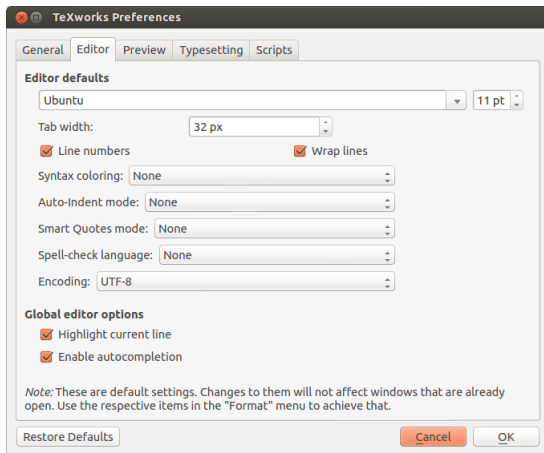 TeXworks Preferences
General Editor Preview Typesetting Scripts
Editor defaults
Ubuntu 11 pt
Tab width: 32 px
Line numbers Wrap lines
Syntax coloring: None
Auto-Indent mode: None
Smart Quotes mode: None
Spell-check language: None
Encoding: UTF-8
Global editor options
Highlight current line
Enable autocompletion
Note: These are default settings. Changes to them will not affect windows that are already
open. Use the respective items in the "Format" menu to achieve that.
Restore Defaults Cancel OK